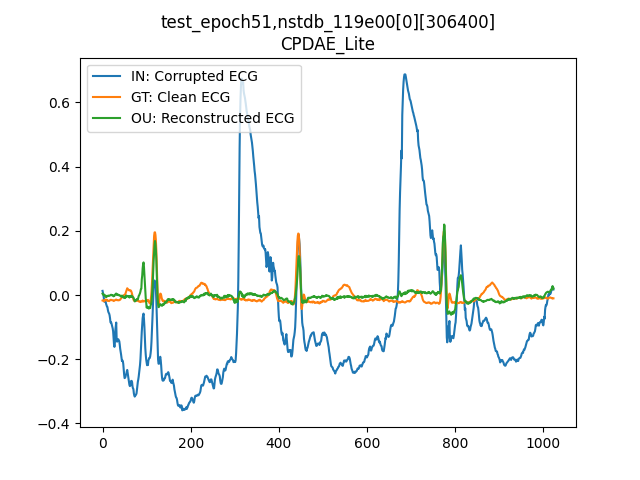 test_epoch51,nstdb_119e00[0][306400]
CPDAE_Lite
IN: Corrupted ECG
GT: Clean ECG
OU: Reconstructed ECG
0.6
0.4
0.2
0.0
−0.2
−0.4
0 200 400 600 800 1000